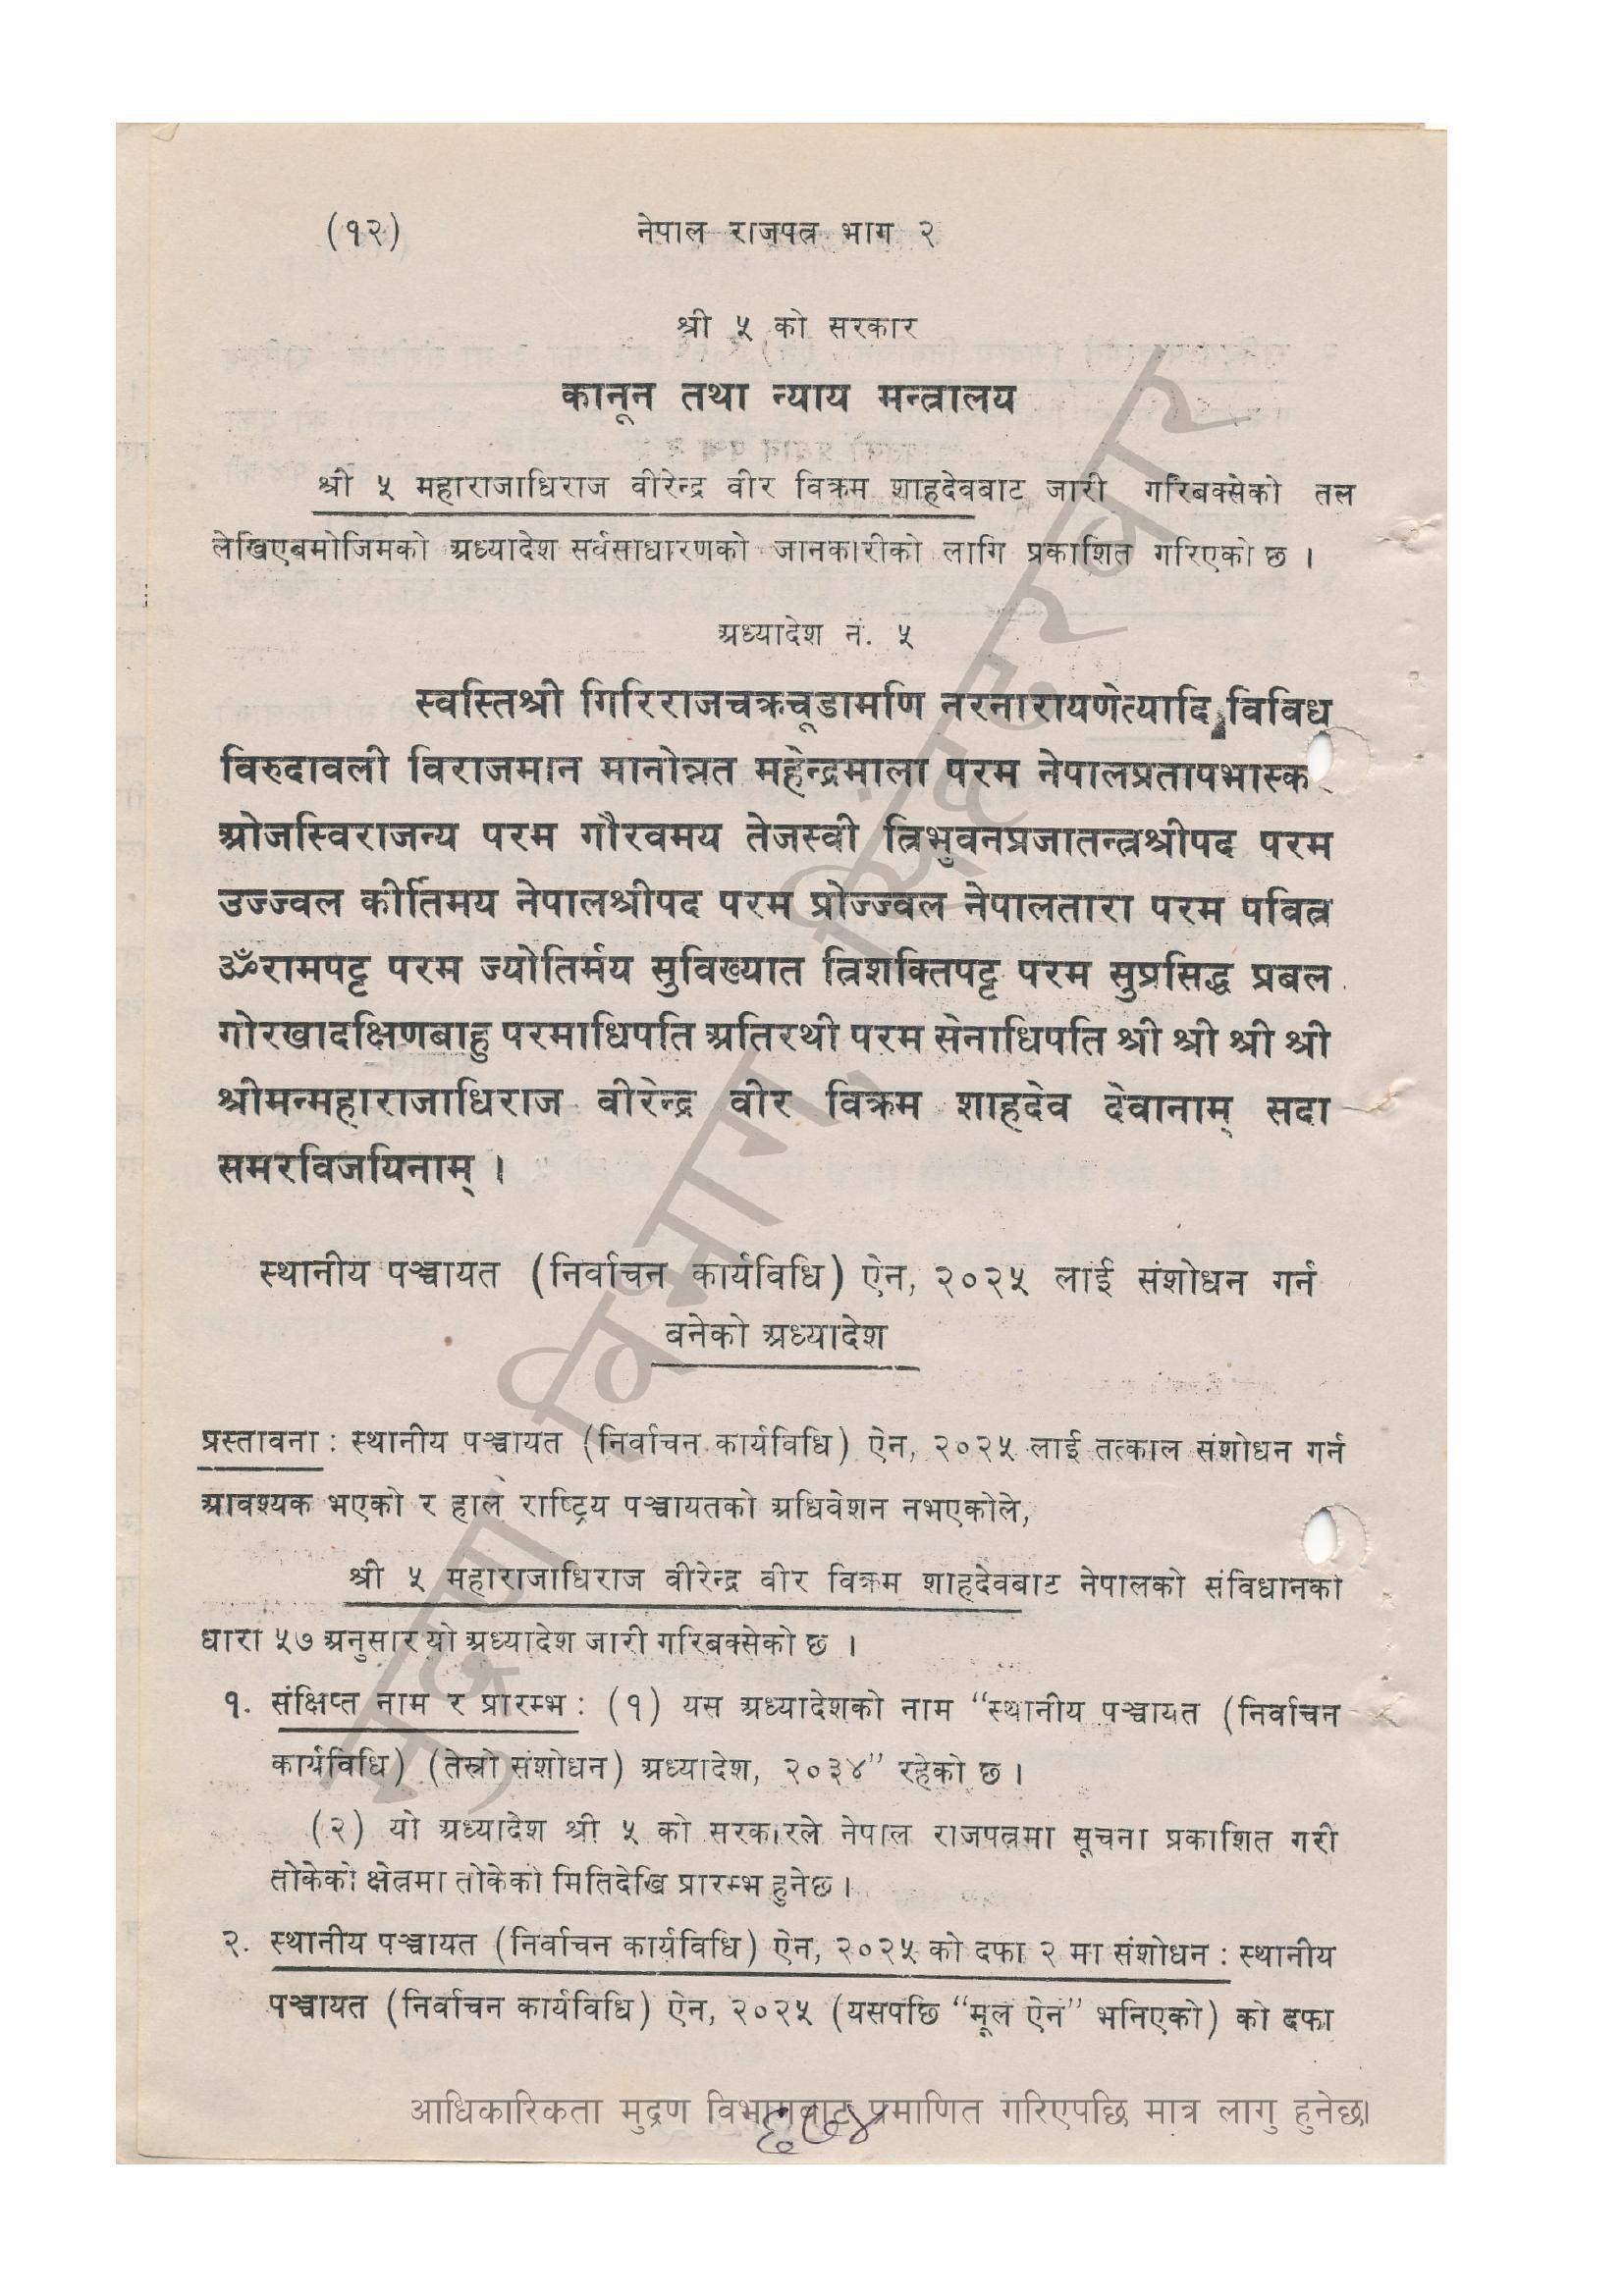 (१२)	नेपाल राजपत्र भाग २
श्री ५ को सरकार
कानून तथा न्याय मन्त्रालय
श्री ५ महाराजाधिराज वीरेन्द्र वीर विक्रम शाहदेवबाट जारी गरिबक्सेको तल
लेखिएबमोजिमको अध्यादेश सर्वसाधारणको जानकारीको लागि प्रकाशित गरिएको छ ।
अध्यादेश नं. ५
स्वस्तिश्री गिरिराजचक्रचूडामणि नरनारायणेत्यादि विविध
विरुदावली विराजमान मानोन्नत महेन्द्रमाला परम नेपालप्रतापभास्क
ओजस्विराजन्य परम गौरवमय तेजस्वी त्रिभुवनप्रजातन्त्रश्रीपद परम
उज्ज्वल कीर्तिमय नेपालश्रीपद परम प्रोज्ज्वल नेपालतारा परम पवित्र
ॐरामपट्ट परम ज्योतिर्मय सुविख्यात त्रिशक्तिपट्ट परम सुप्रसिद्ध प्रबल
गोरखादक्षिणबाहु परमाधिपति अतिरथी परम सेनाधिपति श्री श्री श्री श्री
श्रीमन्महाराजाधिराज वीरेन्द्र वीर विक्रम शाहदेव देवानाम् सदा
समरविजयिनाम् ।
स्थानीय पञ्चायत (निर्वाचन कार्यविधि) ऐन, २०२५ लाई संशोधन गर्न
बनेको अध्यादेश
प्रस्तावना : स्थानीय पञ्चायत (निर्वाचन कार्यविधि) ऐन, २०२५ लाई तत्काल संशोधन गर्न
आवश्यक भएको र हाल राष्ट्रिय पञ्चायतको अधिवेशन नभएकोले,
श्री ५ महाराजाधिराज वीरेन्द्र वीर विक्रम शाहदेवबाट नेपालको संविधानको
धारा ५७ अनुसार यो अध्यादेश जारी गरिबक्सेको छ ।
१. संक्षिप्त नाम र प्रारम्भ : (१) यस अध्यादेशको नाम “स्थानीय पञ्चायत (निर्वाचन
कार्यविधि) (तेस्रो संशोधन) अध्यादेश, २०३४” रहेको छ ।
(२) यो अध्यादेश श्री ५ को सरकारले नेपाल राजपत्रमा सूचना प्रकाशित गरी
तोकेको क्षेत्रमा तोकेको मितिदेखि प्रारम्भ हुनेछ ।
२. स्थानीय पञ्चायत (निर्वाचन कार्यविधि) ऐन, २०२५ को दफा २ मा संशोधन : स्थानीय
पञ्चायत (निर्वाचन कार्यविधि) ऐन, २०२५ (यसपछि “मूल ऐन” भनिएको) को दफा
आधिकारिकता मुद्रण विभागबाट प्रमाणित गरिएपछि मात्र लागु हुनेछ।
६७४
मुद्रण विभाग, सिंहदरबार